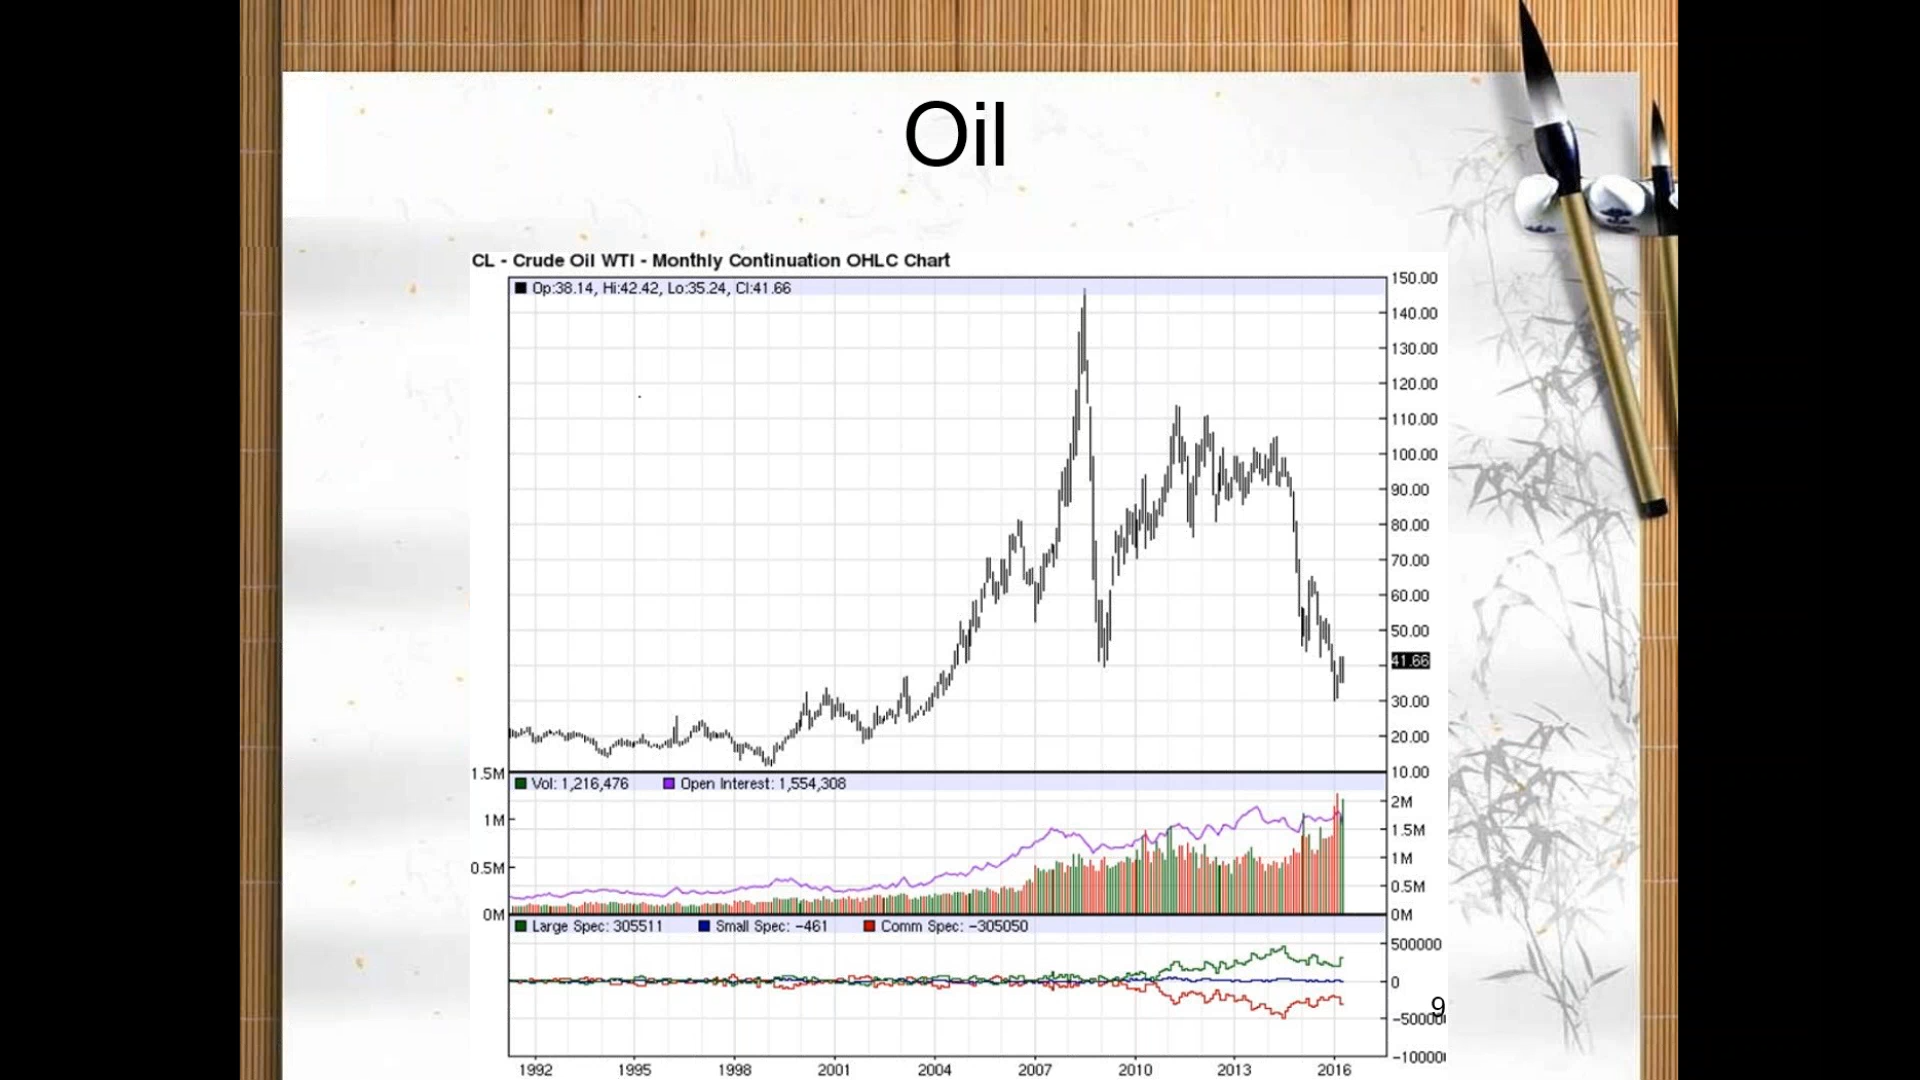 Oil
CL - Crude Oil WTI - Monthly Continuation OHLC Chart
Op:38.14, Hi:42.42, Lo:35.24, Cl:41.66
150.00
140.00
130.00
120.00
110.00
100.00
90.00
80.00
70.00
60.00
50.00
41.66
30.00
20.00
10.00
1.5M
Vol: 1,216,476 Open Interest: 1,554,308
2M
1M
1.5M
1M
0.5M
0.5M
0M
0M
Large Spec: 305511 Small Spec: -461 Comm Spec: -305050
500000
0
9
1992 1995 1998 2001 2004 2007 2010 2013 2016